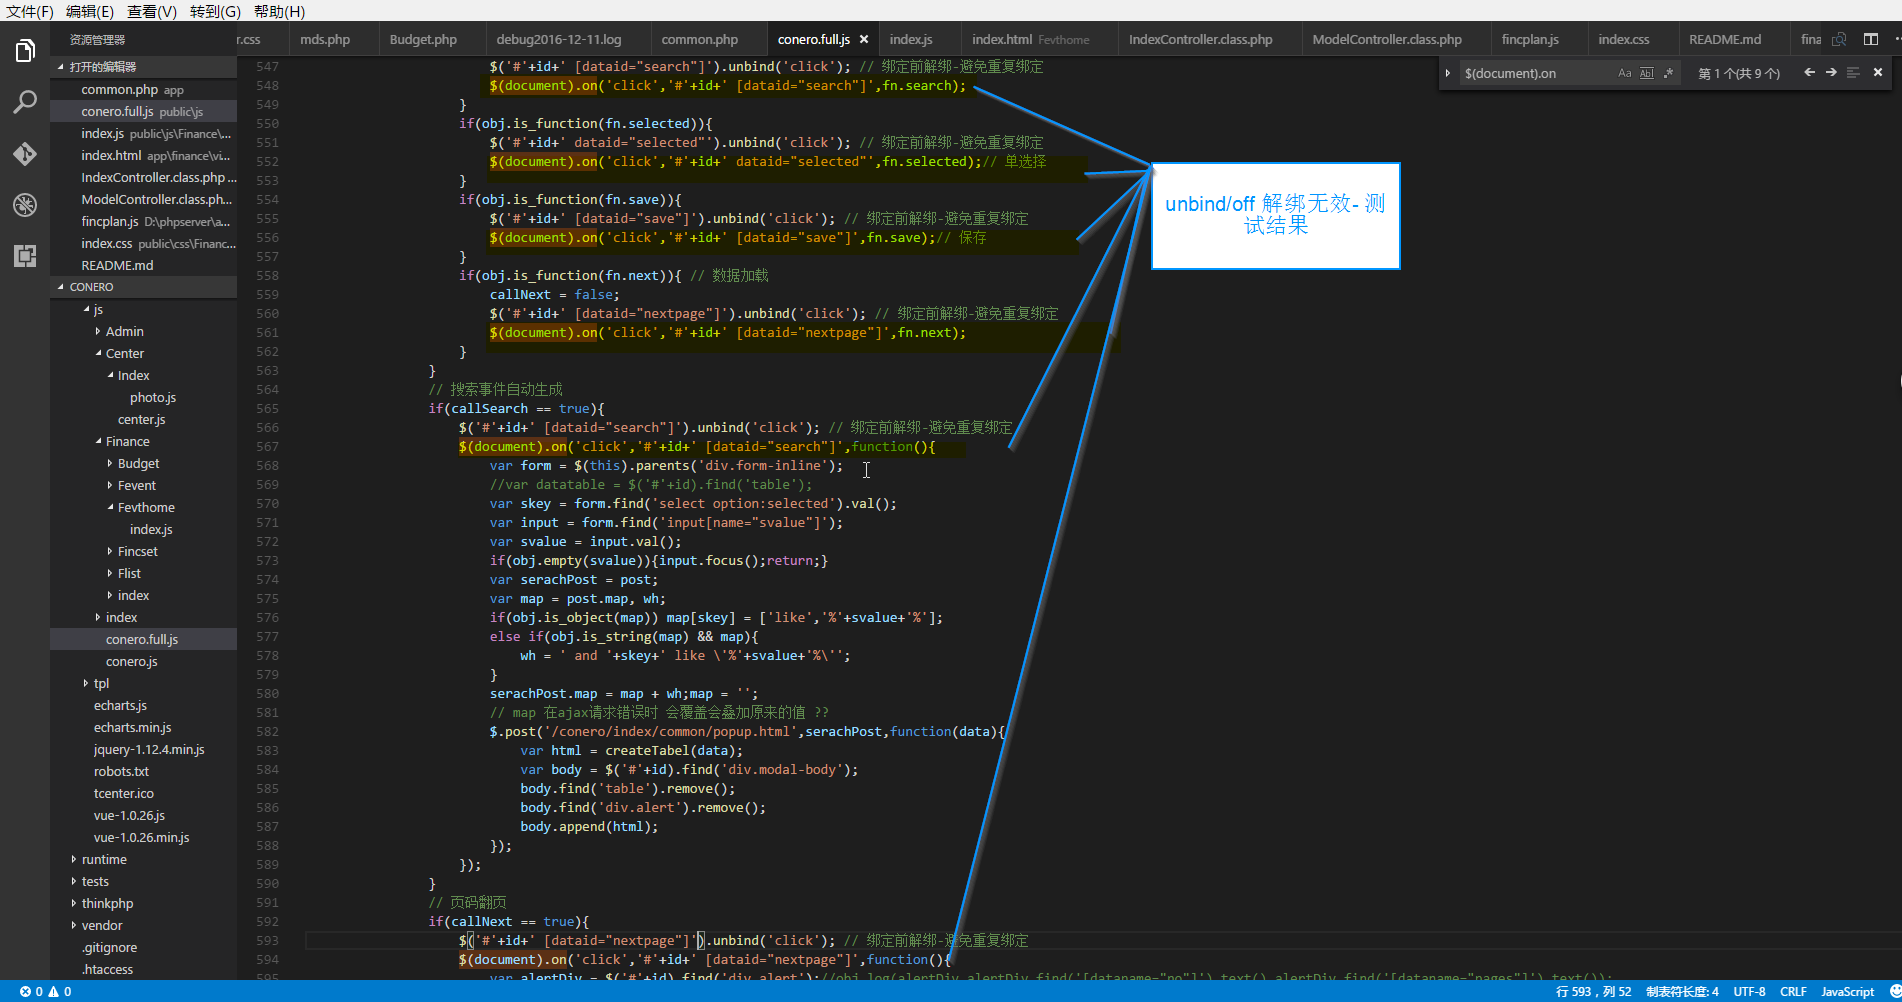 文件(F) 编辑(E) 查看(V) 转到(G) 帮助(H)
资源管理器
打开的编辑器
common.php app
conero.full.js public\js
index.js public\js\Finance\...
index.html app\finance\vi...
IndexController.class.php ...
ModelController.class.ph...
fincplan.js D:\phpserver\a...
index.css public\css\Financ...
README.md
CONERO
js
Admin
Center
Index
photo.js
center.js
Finance
Budget
Fevent
Fevthome
index.js
Fincset
Flist
index
index
conero.full.js
conero.js
tpl
echarts.js
echarts.min.js
jquery-1.12.4.min.js
robots.txt
tcenter.ico
vue-1.0.26.js
vue-1.0.26.min.js
runtime
tests
thinkphp
vendor
.gitignore
.htaccess
r.css mds.php Budget.php debug2016-12-11.log common.php conero.full.js index.js index.html Fevthome IndexController.class.php ModelController.class.php fincplan.js index.css README.md fina
$(document).on Aa Abl .* 第 1 个(共 9 个)
547 $('#'+id+' [dataid="search"]').unbind('click'); // 绑定前解绑-避免重复绑定
548 $(document).on('click','#'+id+' [dataid="search"]',fn.search);
549 }
550 if(obj.is_function(fn.selected)){
551 $('#'+id+' dataid="selected"').unbind('click'); // 绑定前解绑-避免重复绑定
552 $(document).on('click','#'+id+' dataid="selected"',fn.selected);// 单选择
553 }
554 if(obj.is_function(fn.save)){
555 $('#'+id+' [dataid="save"]').unbind('click'); // 绑定前解绑-避免重复绑定
556 $(document).on('click','#'+id+' [dataid="save"]',fn.save);// 保存
557 }
558 if(obj.is_function(fn.next)){ // 数据加载
559 callNext = false;
560 $('#'+id+' [dataid="nextpage"]').unbind('click'); // 绑定前解绑-避免重复绑定
561 $(document).on('click','#'+id+' [dataid="nextpage"]',fn.next);
562 }
563 }
564 // 搜索事件自动生成
565 if(callSearch == true){
566 $('#'+id+' [dataid="search"]').unbind('click'); // 绑定前解绑-避免重复绑定
567 $(document).on('click','#'+id+' [dataid="search"]',function(){
568 var form = $(this).parents('div.form-inline');
569 //var datatable = $('#'+id).find('table');
570 var skey = form.find('select option:selected').val();
571 var input = form.find('input[name="svalue"]');
572 var svalue = input.val();
573 if(obj.empty(svalue)){input.focus();return;}
574 var serachPost = post;
575 var map = post.map, wh;
576 if(obj.is_object(map)) map[skey] = ['like','%'+svalue+'%'];
577 else if(obj.is_string(map) && map){
578 wh = ' and '+skey+' like \'%'+svalue+'%\'';
579 }
580 serachPost.map = map + wh;map = '';
581 // map 在ajax请求错误时 会覆盖会叠加原来的值 ??
582 $.post('/conero/index/common/popup.html',serachPost,function(data){
583 var html = createTabel(data);
584 var body = $('#'+id).find('div.modal-body');
585 body.find('table').remove();
586 body.find('div.alert').remove();
587 body.append(html);
588 });
589 });
590 }
591 // 页码翻页
592 if(callNext == true){
593 $('#'+id+' [dataid="nextpage"]').unbind('click'); // 绑定前解绑-避免重复绑定
594 $(document).on('click','#'+id+' [dataid="nextpage"]',function(){
595 var alertDiv = $('#'+id).find('div.alert');//obj.log(alertDiv,alertDiv.find('[dataname="no"]').text(),alertDiv.find('[dataname="pages"]').text());
unbind/off 解绑无效- 测
试结果
0 0 行 593，列 52 制表符长度: 4 UTF-8 CRLF JavaScript